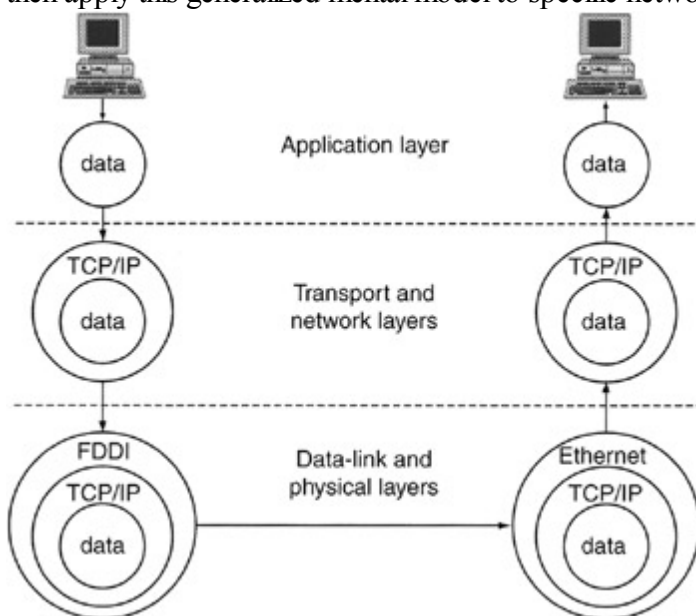 then apply this generalized mental model to specific netwo
data
Application layer
data
TCP/IP
data
Transport and
network layers
TCP/IP
data
FDDI
TCP/IP
data
Data-link and
physical layers
Ethernet
TCP/IP
data